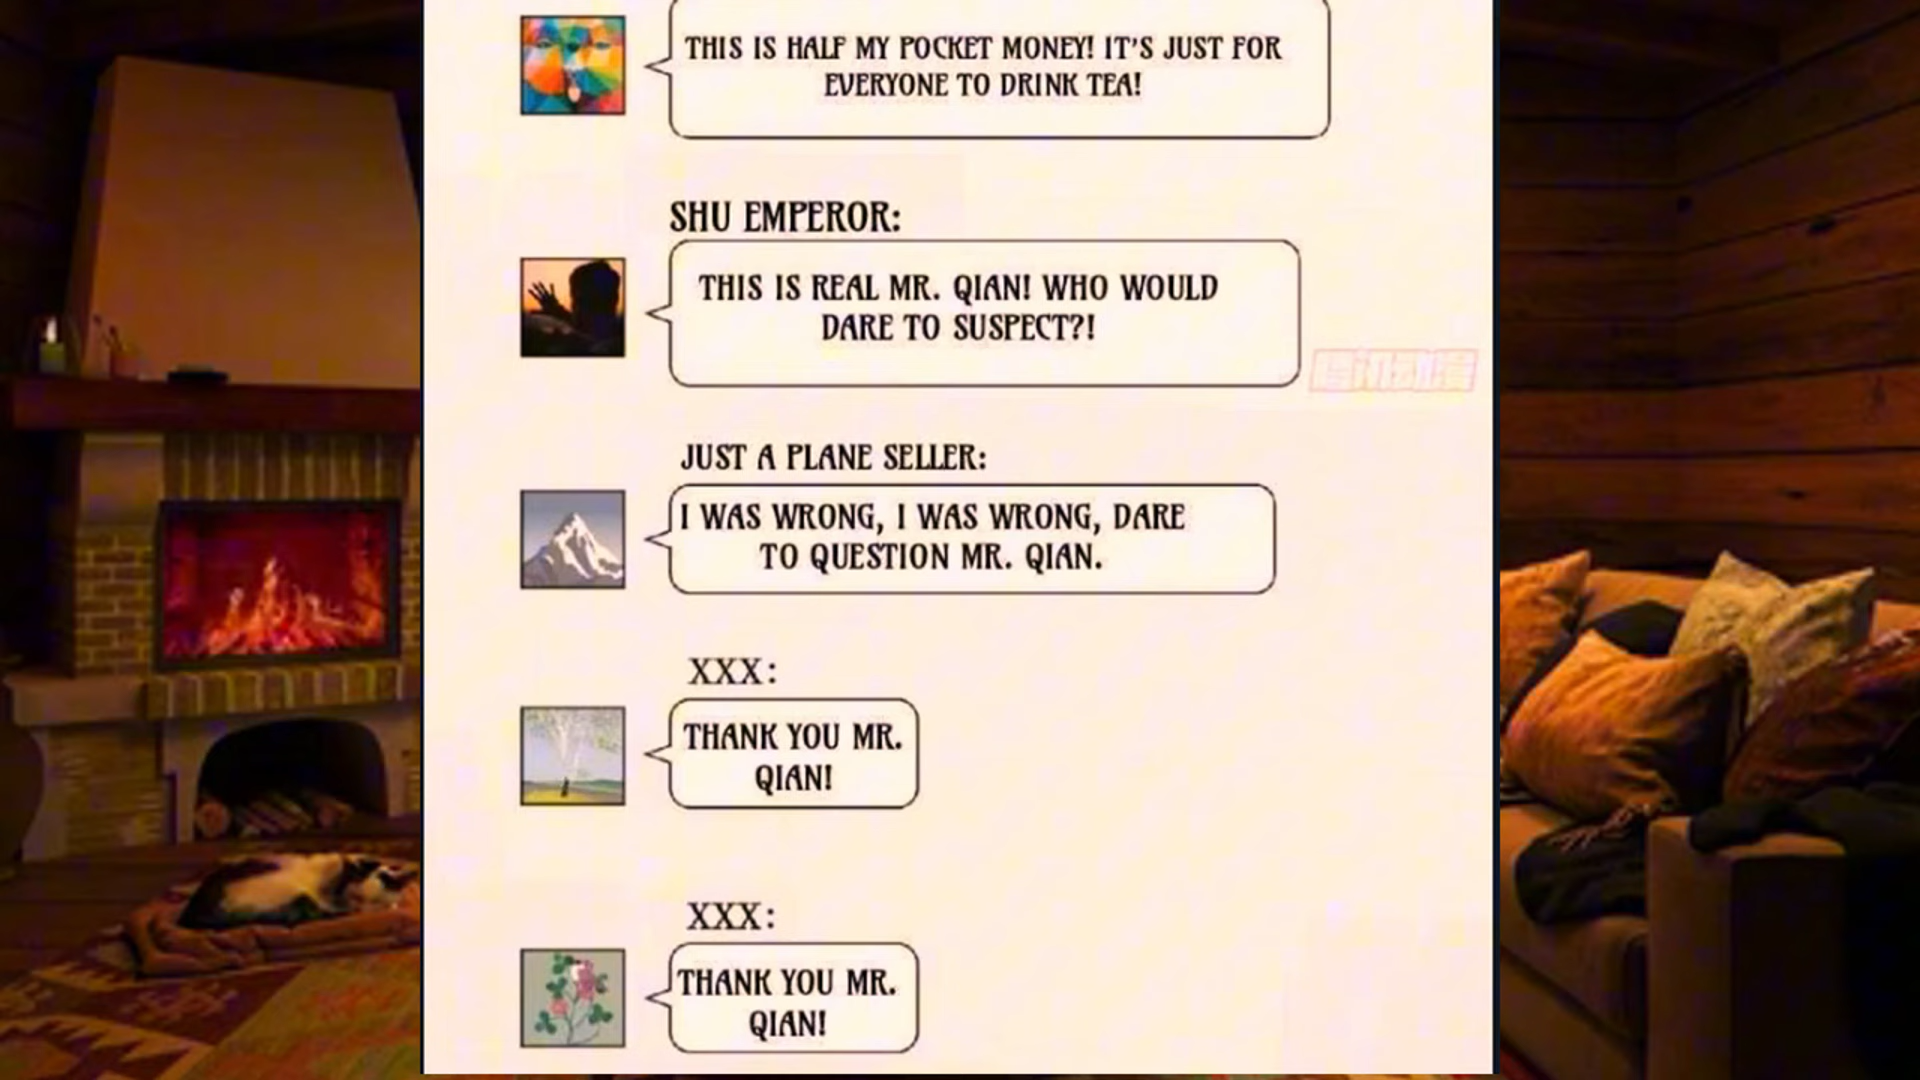 THIS IS HALF MY POCKET MONEY! IT'S JUST FOR
EVERYONE TO DRINK TEA!
SHU EMPEROR:
THIS IS REAL MR. QIAN! WHO WOULD
DARE TO SUSPECT?!
JUST A PLANE SELLER:
I WAS WRONG, I WAS WRONG, DARE
TO QUESTION MR. QIAN.
XXX:
THANK YOU MR.
QIAN!
XXX:
THANK YOU MR.
QIAN!